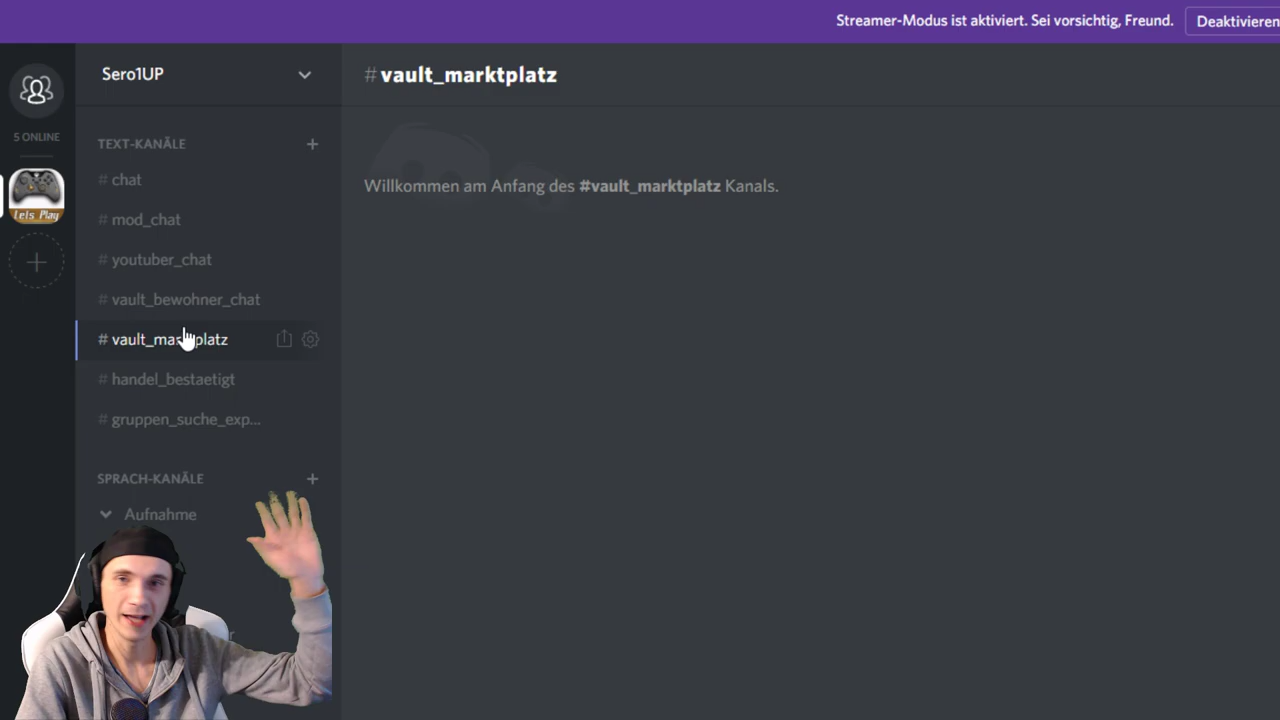 Streamer-Modus ist aktiviert. Sei vorsichtig, Freund.
Deaktivieren
Sero1UP
# vault_marktplatz
5 ONLINE
Lets Play
TEXT-KANÄLE
# chat
# mod_chat
# youtuber_chat
# vault_bewohner_chat
# vault_marktplatz
# handel_bestaetigt
# gruppen_suche_exp...
SPRACH-KANÄLE
Aufnahme
Willkommen am Anfang des #vault_marktplatz Kanals.